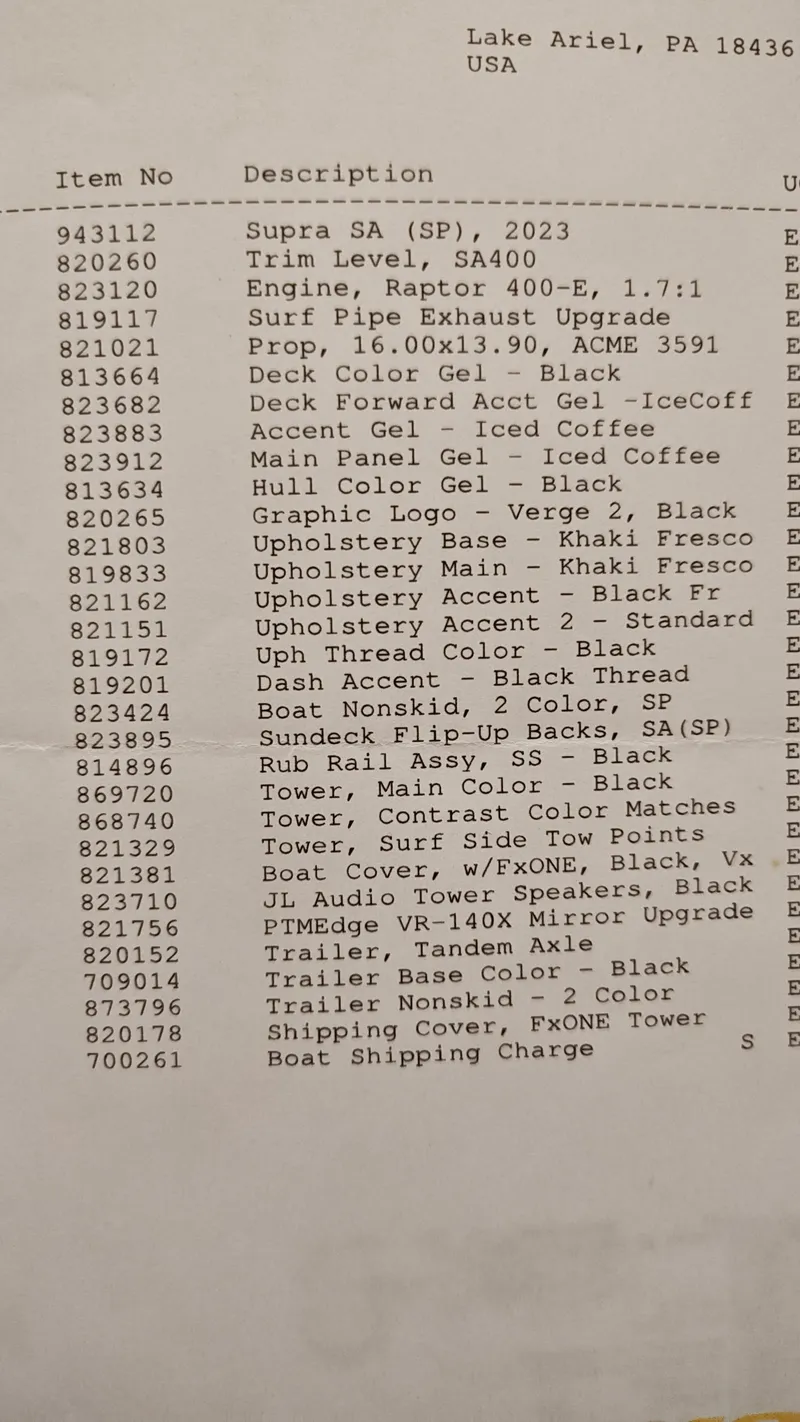 Lake Ariel, PA 18436
USA
Item No Description
943112 Supra SA (SP), 2023 E
820260 Trim Level, SA400 E
823120 Engine, Raptor 400-E, 1.7:1 E
819117 Surf Pipe Exhaust Upgrade E
821021 Prop, 16.00x13.90, ACME 3591 E
813664 Deck Color Gel - Black E
823682 Deck Forward Acct Gel -IceCoff E
823883 Accent Gel - Iced Coffee E
823912 Main Panel Gel - Iced Coffee E
813634 Hull Color Gel - Black E
820265 Graphic Logo - Verge 2, Black E
821803 Upholstery Base - Khaki Fresco E
819833 Upholstery Main - Khaki Fresco E
821162 Upholstery Accent - Black Fr E
821151 Upholstery Accent 2 - Standard E
819172 Uph Thread Color - Black E
819201 Dash Accent - Black Thread E
823424 Boat Nonskid, 2 Color, SP E
823895 Sundeck Flip-Up Backs, SA(SP) E
814896 Rub Rail Assy, SS - Black E
869720 Tower, Main Color - Black E
868740 Tower, Contrast Color Matches E
821329 Tower, Surf Side Tow Points E
821381 Boat Cover, w/FxONE, Black, Vx E
823710 JL Audio Tower Speakers, Black E
821756 PTMEdge VR-140X Mirror Upgrade E
820152 Trailer, Tandem Axle E
709014 Trailer Base Color - Black E
873796 Trailer Nonskid - 2 Color E
820178 Shipping Cover, FxONE Tower E
700261 Boat Shipping Charge S E